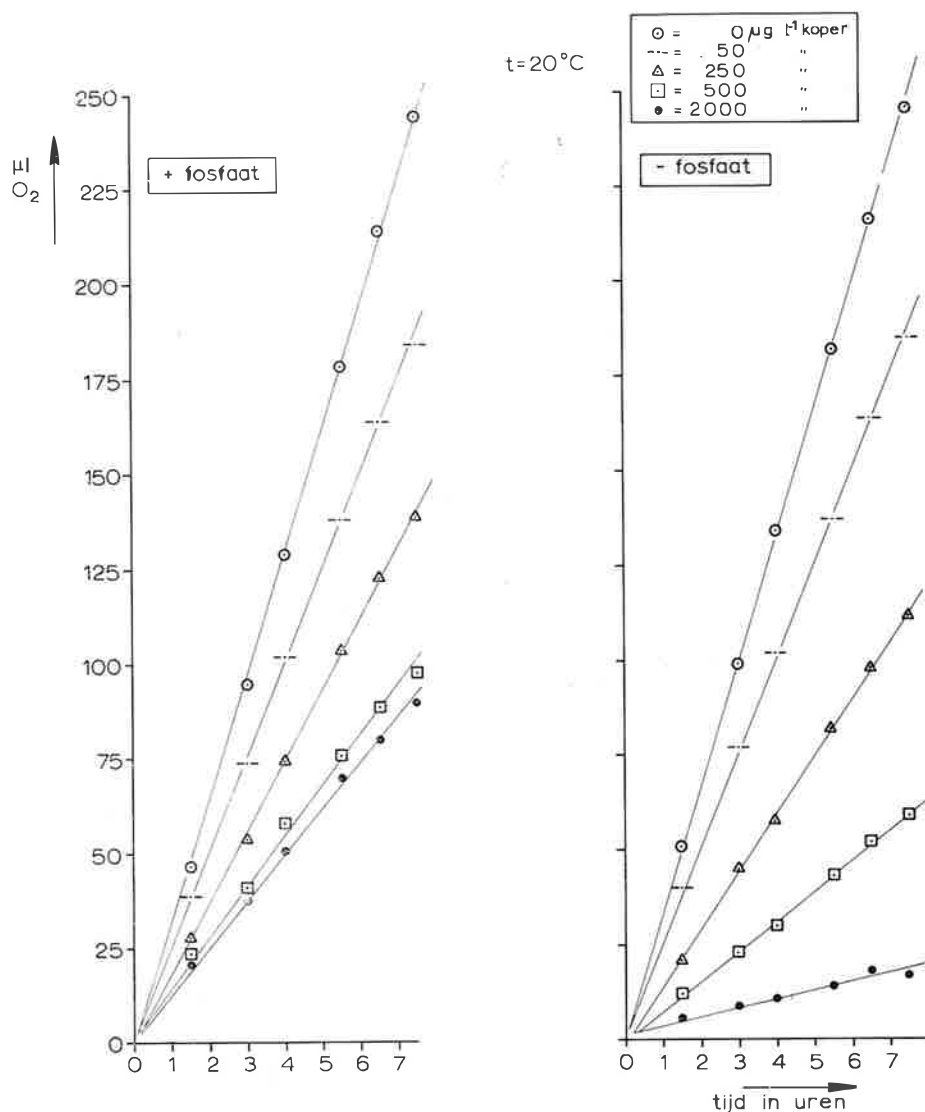 ⊙ = 0 µg l⁻¹ koper
--·-- = 50 "
△ = 250 "
⊡ = 500 "
• = 2000 "
t=20°C
µl
O₂
+ fosfaat
- fosfaat
250
225
200
175
150
125
100
75
50
25
0
0 1 2 3 4 5 6 7
0 1 2 3 4 5 6 7
tijd in uren